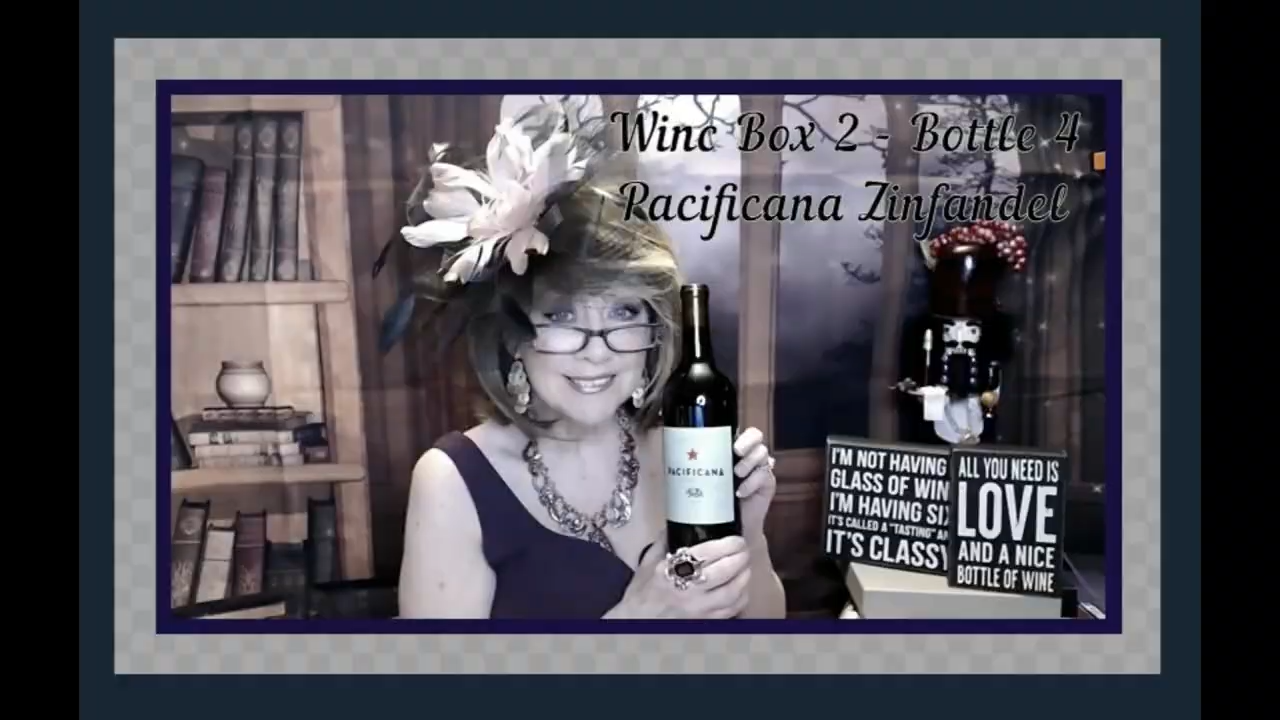 Winc Box 2 - Bottle 4
Pacificana Zinfandel
PACIFICANA
I'M NOT HAVING
GLASS OF WIN
I'M HAVING SI
IT'S CALLED A "TASTING" AN
IT'S CLASSY
ALL YOU NEED IS
LOVE
AND A NICE
BOTTLE OF WINE